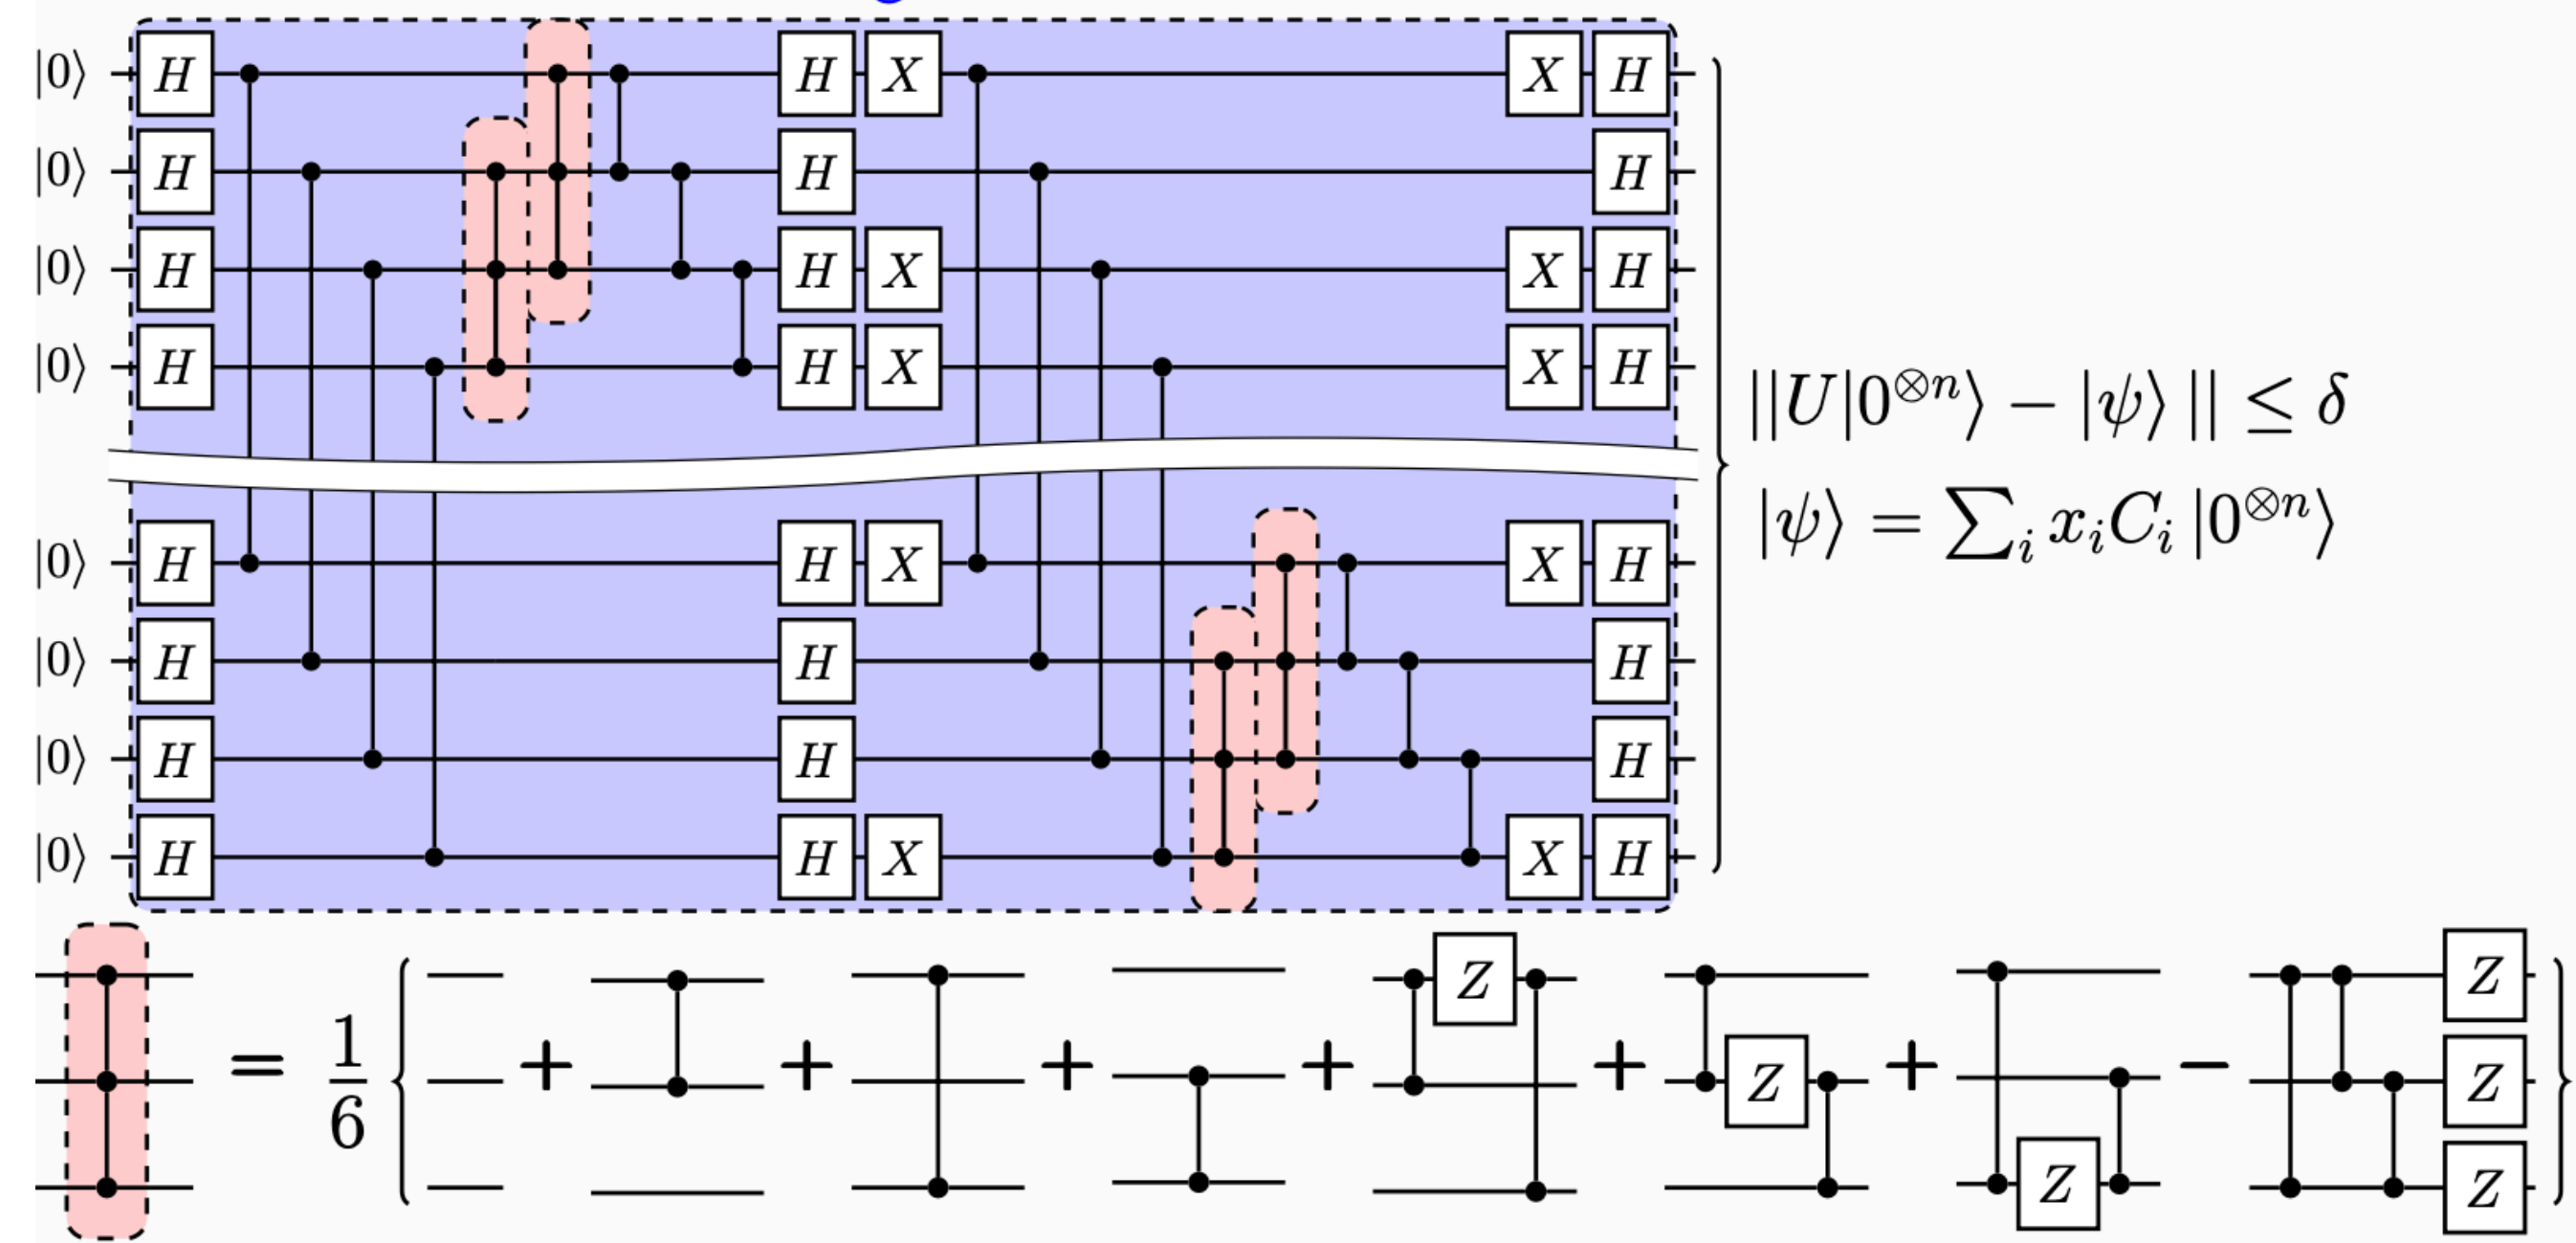 |0⟩ H H X X H
|0⟩ H H H
|0⟩ H H X X H
|0⟩ H H X X H
||U|0^{⊗n}⟩ − |ψ⟩|| ≤ δ
|ψ⟩ = ∑_i x_i C_i |0^{⊗n}⟩
|0⟩ H H X X H
|0⟩ H H H
|0⟩ H H H
|0⟩ H H X X H
= 1/6 { + + + + Z + Z + Z − Z Z Z }